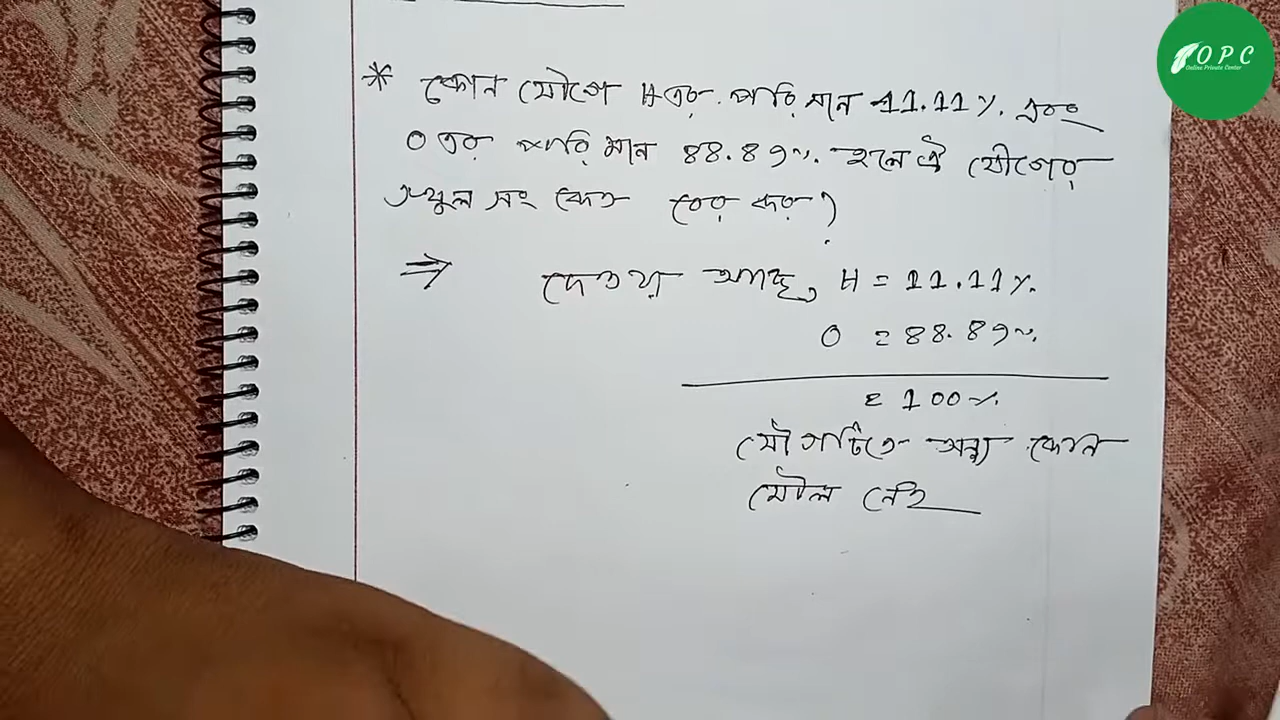 OPC
Online Private Center
* কোন যৌগে H এর পরিমান 11.11% এবং
O এর পরিমান 88.89% হলে ঐ যৌগের
স্থুল সংকেত বের কর?
⇒ দেওয়া আছে, H = 11.11%
O = 88.89%
= 100%
যৌগটিতে অন্য কোন
মৌল নেই